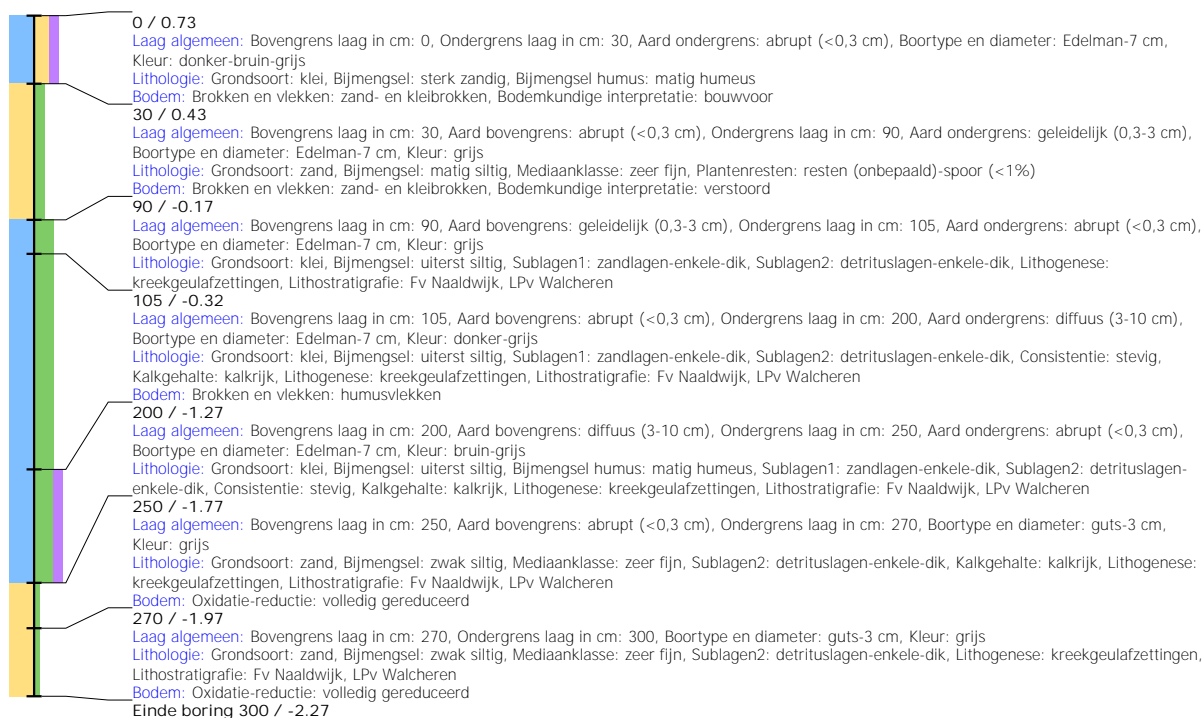 0 / 0.73
Laag algemeen: Bovengrens laag in cm: 0, Ondergrens laag in cm: 30, Aard ondergrens: abrupt (<0,3 cm), Boortype en diameter: Edelman-7 cm,
Kleur: donker-bruin-grijs
Lithologie: Grondsoort: klei, Bijmengsel: sterk zandig, Bijmengsel humus: matig humeus
Bodem: Brokken en vlekken: zand- en kleibrokken, Bodemkundige interpretatie: bouwvoor
30 / 0.43
Laag algemeen: Bovengrens laag in cm: 30, Aard bovengrens: abrupt (<0,3 cm), Ondergrens laag in cm: 90, Aard ondergrens: geleidelijk (0,3-3 cm),
Boortype en diameter: Edelman-7 cm, Kleur: grijs
Lithologie: Grondsoort: zand, Bijmengsel: matig siltig, Mediaanklasse: zeer fijn, Plantenresten: resten (onbepaald)-spoor (<1%)
Bodem: Brokken en vlekken: zand- en kleibrokken, Bodemkundige interpretatie: verstoord
90 / -0.17
Laag algemeen: Bovengrens laag in cm: 90, Aard bovengrens: geleidelijk (0,3-3 cm), Ondergrens laag in cm: 105, Aard ondergrens: abrupt (<0,3 cm),
Boortype en diameter: Edelman-7 cm, Kleur: grijs
Lithologie: Grondsoort: klei, Bijmengsel: uiterst siltig, Sublagen1: zandlagen-enkele-dik, Sublagen2: detrituslagen-enkele-dik, Lithogenese:
kreekgeulafzettingen, Lithostratigrafie: Fv Naaldwijk, LPv Walcheren
105 / -0.32
Laag algemeen: Bovengrens laag in cm: 105, Aard bovengrens: abrupt (<0,3 cm), Ondergrens laag in cm: 200, Aard ondergrens: diffuus (3-10 cm),
Boortype en diameter: Edelman-7 cm, Kleur: donker-grijs
Lithologie: Grondsoort: klei, Bijmengsel: uiterst siltig, Sublagen1: zandlagen-enkele-dik, Sublagen2: detrituslagen-enkele-dik, Consistentie: stevig,
Kalkgehalte: kalkrijk, Lithogenese: kreekgeulafzettingen, Lithostratigrafie: Fv Naaldwijk, LPv Walcheren
Bodem: Brokken en vlekken: humusvlekken
200 / -1.27
Laag algemeen: Bovengrens laag in cm: 200, Aard bovengrens: diffuus (3-10 cm), Ondergrens laag in cm: 250, Aard ondergrens: abrupt (<0,3 cm),
Boortype en diameter: Edelman-7 cm, Kleur: bruin-grijs
Lithologie: Grondsoort: klei, Bijmengsel: uiterst siltig, Bijmengsel humus: matig humeus, Sublagen1: zandlagen-enkele-dik, Sublagen2: detrituslagen-
enkele-dik, Consistentie: stevig, Kalkgehalte: kalkrijk, Lithogenese: kreekgeulafzettingen, Lithostratigrafie: Fv Naaldwijk, LPv Walcheren
250 / -1.77
Laag algemeen: Bovengrens laag in cm: 250, Aard bovengrens: abrupt (<0,3 cm), Ondergrens laag in cm: 270, Boortype en diameter: guts-3 cm,
Kleur: grijs
Lithologie: Grondsoort: zand, Bijmengsel: zwak siltig, Mediaanklasse: zeer fijn, Sublagen2: detrituslagen-enkele-dik, Kalkgehalte: kalkrijk, Lithogenese:
kreekgeulafzettingen, Lithostratigrafie: Fv Naaldwijk, LPv Walcheren
Bodem: Oxidatie-reductie: volledig gereduceerd
270 / -1.97
Laag algemeen: Bovengrens laag in cm: 270, Ondergrens laag in cm: 300, Boortype en diameter: guts-3 cm, Kleur: grijs
Lithologie: Grondsoort: zand, Bijmengsel: zwak siltig, Mediaanklasse: zeer fijn, Sublagen2: detrituslagen-enkele-dik, Lithogenese: kreekgeulafzettingen,
Lithostratigrafie: Fv Naaldwijk, LPv Walcheren
Bodem: Oxidatie-reductie: volledig gereduceerd
Einde boring 300 / -2.27